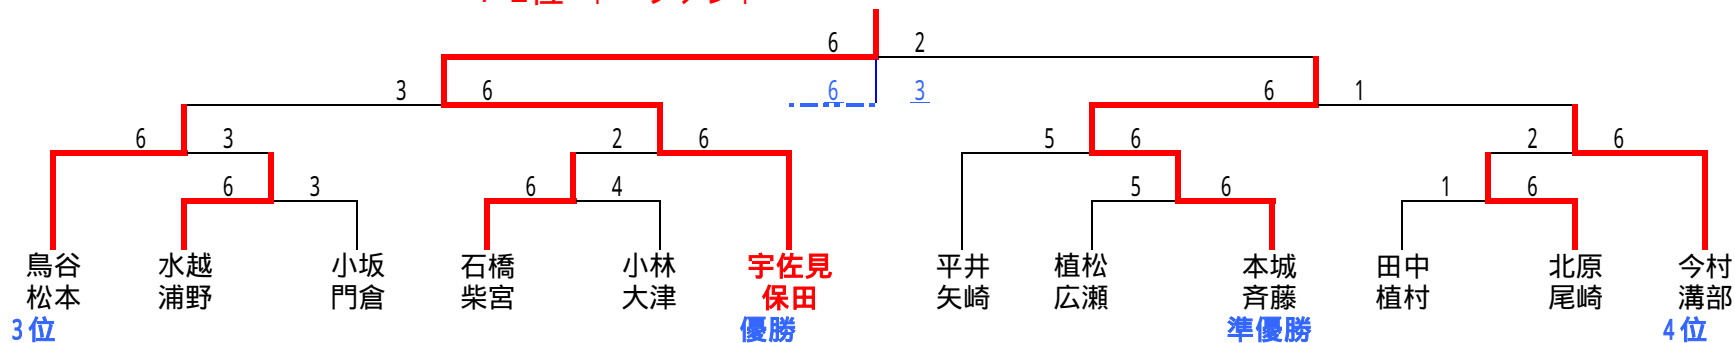 6 2
3 6 6 3 6 1
6 3 2 6 5 6 2 6
6 3 6 4 5 6 1 6
鳥谷 水越 小坂 石橋 小林 宇佐見 平井 植松 本城 田中 北原 今村
松本 浦野 門倉 柴宮 大津 保田 矢崎 広瀬 斉藤 植村 尾崎 溝部
3位 優勝 準優勝 4位